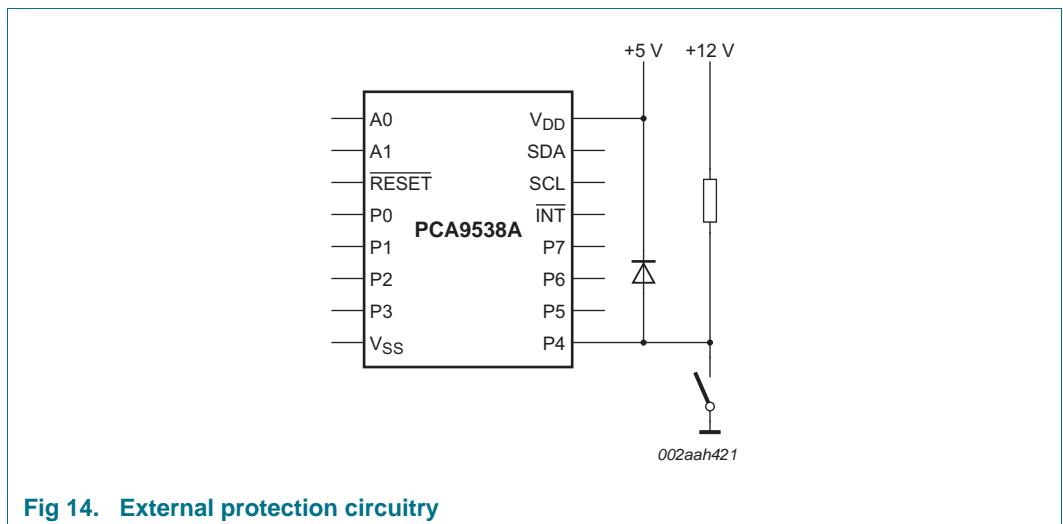 +5 V +12 V
A0 VDD
A1 SDA
RESET SCL
P0 INT
PCA9538A
P1 P7
P2 P6
P3 P5
VSS P4
002aah421
Fig 14. External protection circuitry